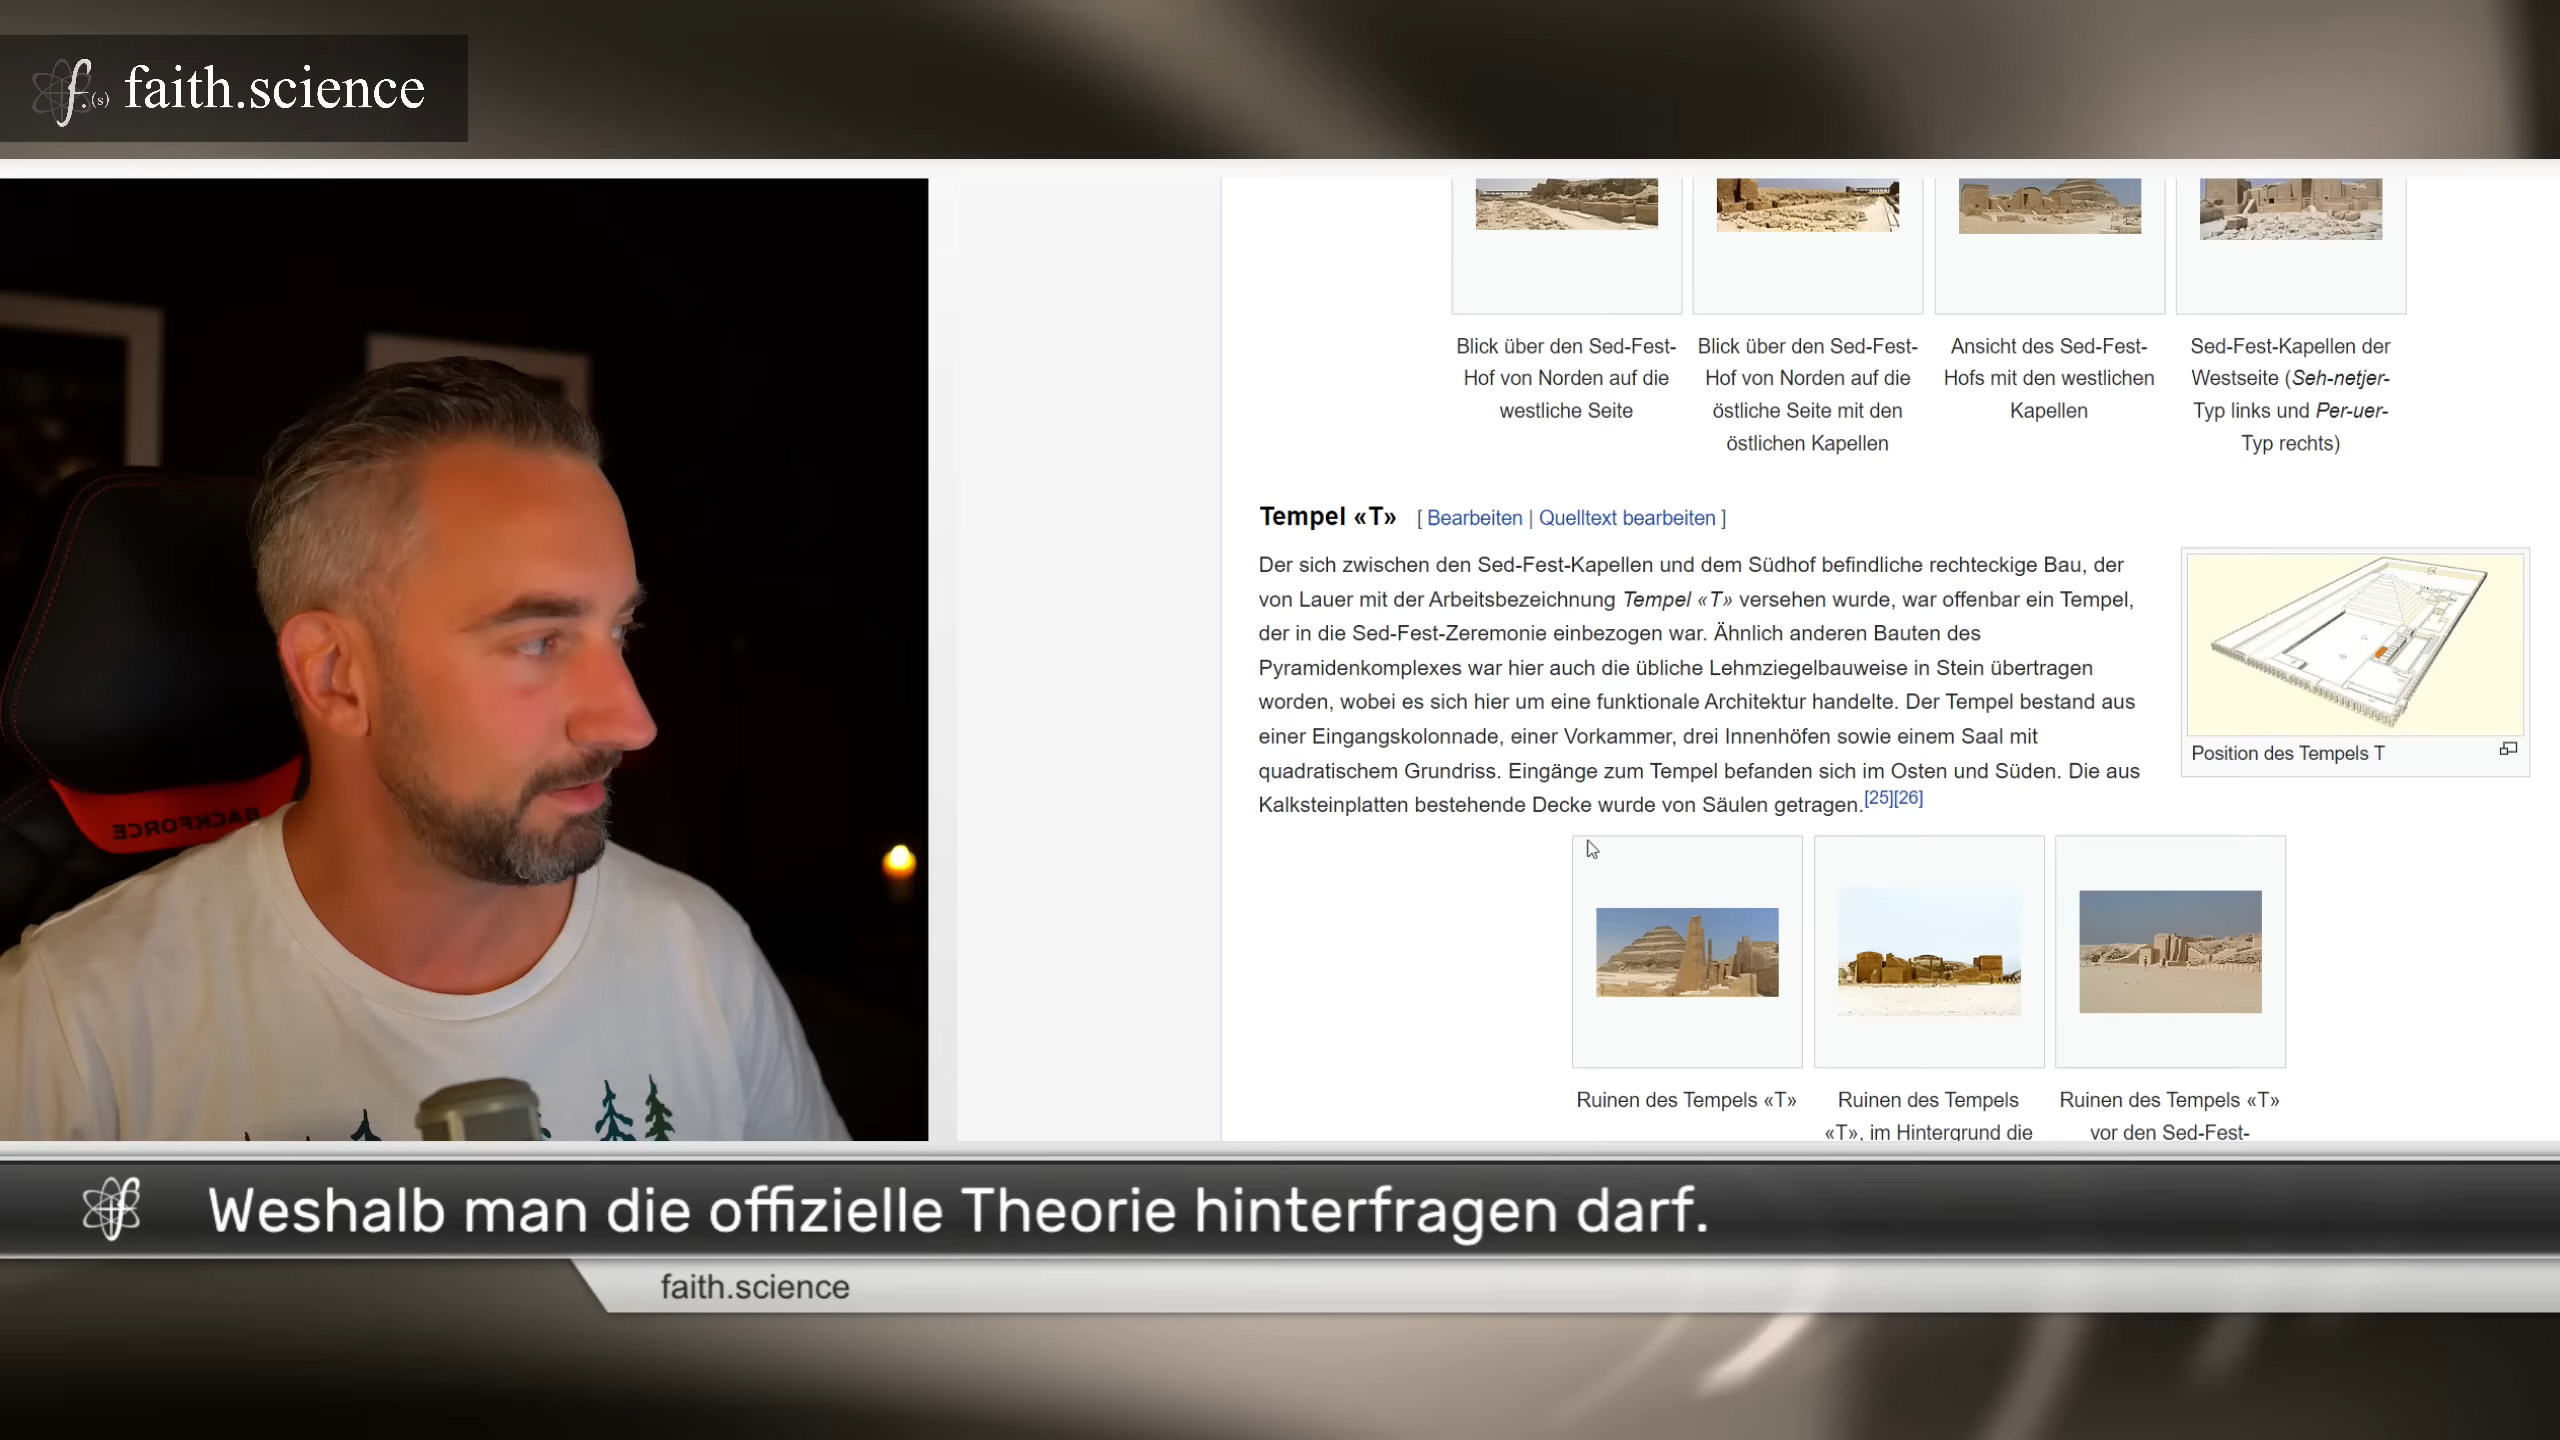 f.(s) faith.science
BACKFORCE
Blick über den Sed-Fest-
Hof von Norden auf die
westliche Seite
Blick über den Sed-Fest-
Hof von Norden auf die
östliche Seite mit den
östlichen Kapellen
Ansicht des Sed-Fest-
Hofs mit den westlichen
Kapellen
Sed-Fest-Kapellen der
Westseite (Seh-netjer-
Typ links und Per-uer-
Typ rechts)
Tempel «T» [ Bearbeiten | Quelltext bearbeiten ]
Der sich zwischen den Sed-Fest-Kapellen und dem Südhof befindliche rechteckige Bau, der
von Lauer mit der Arbeitsbezeichnung Tempel «T» versehen wurde, war offenbar ein Tempel,
der in die Sed-Fest-Zeremonie einbezogen war. Ähnlich anderen Bauten des
Pyramidenkomplexes war hier auch die übliche Lehmziegelbauweise in Stein übertragen
worden, wobei es sich hier um eine funktionale Architektur handelte. Der Tempel bestand aus
einer Eingangskolonnade, einer Vorkammer, drei Innenhöfen sowie einem Saal mit
quadratischem Grundriss. Eingänge zum Tempel befanden sich im Osten und Süden. Die aus
Kalksteinplatten bestehende Decke wurde von Säulen getragen.[25][26]
Position des Tempels T
Ruinen des Tempels «T»
Ruinen des Tempels
«T», im Hintergrund die
Ruinen des Tempels «T»
vor den Sed-Fest-
Weshalb man die offizielle Theorie hinterfragen darf.
faith.science